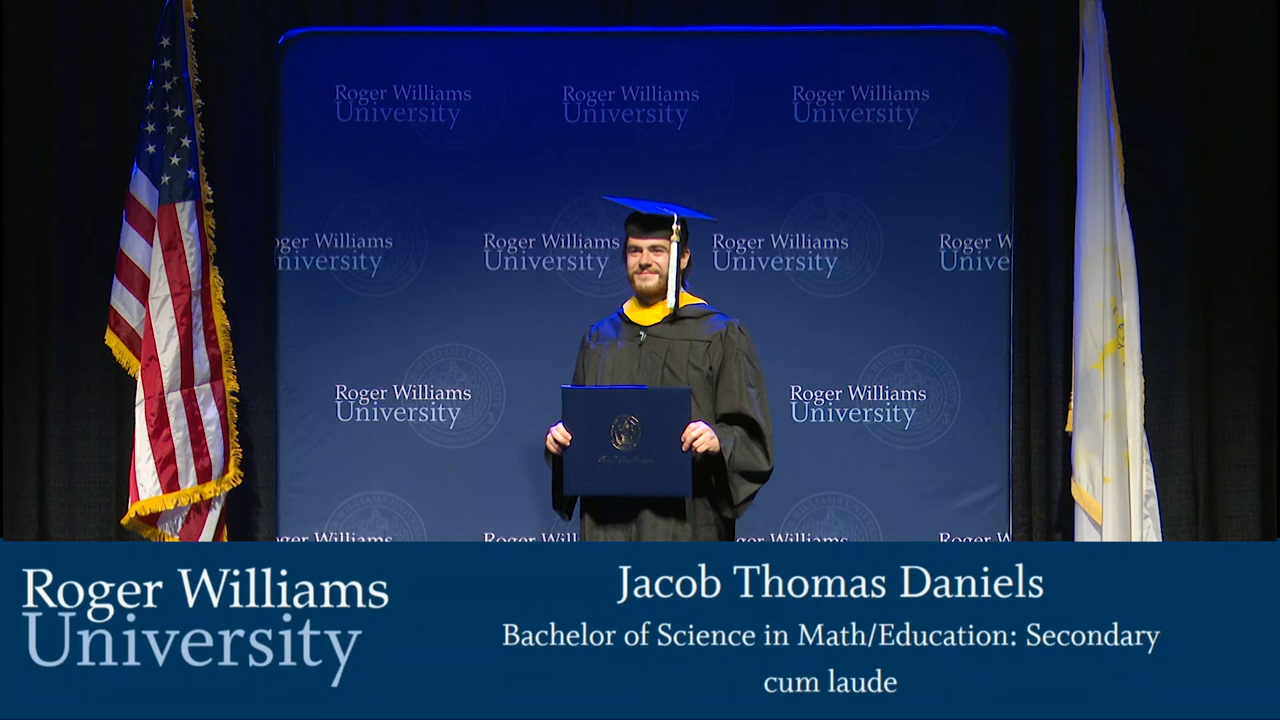 Roger Williams
University
Roger Williams
University
Roger Williams
University
Roger Williams
University
Roger Williams
University
Roger Williams
University
Roger Williams
University
Roger Williams
Roger Williams
University
Jacob Thomas Daniels
Bachelor of Science in Math/Education: Secondary
cum laude